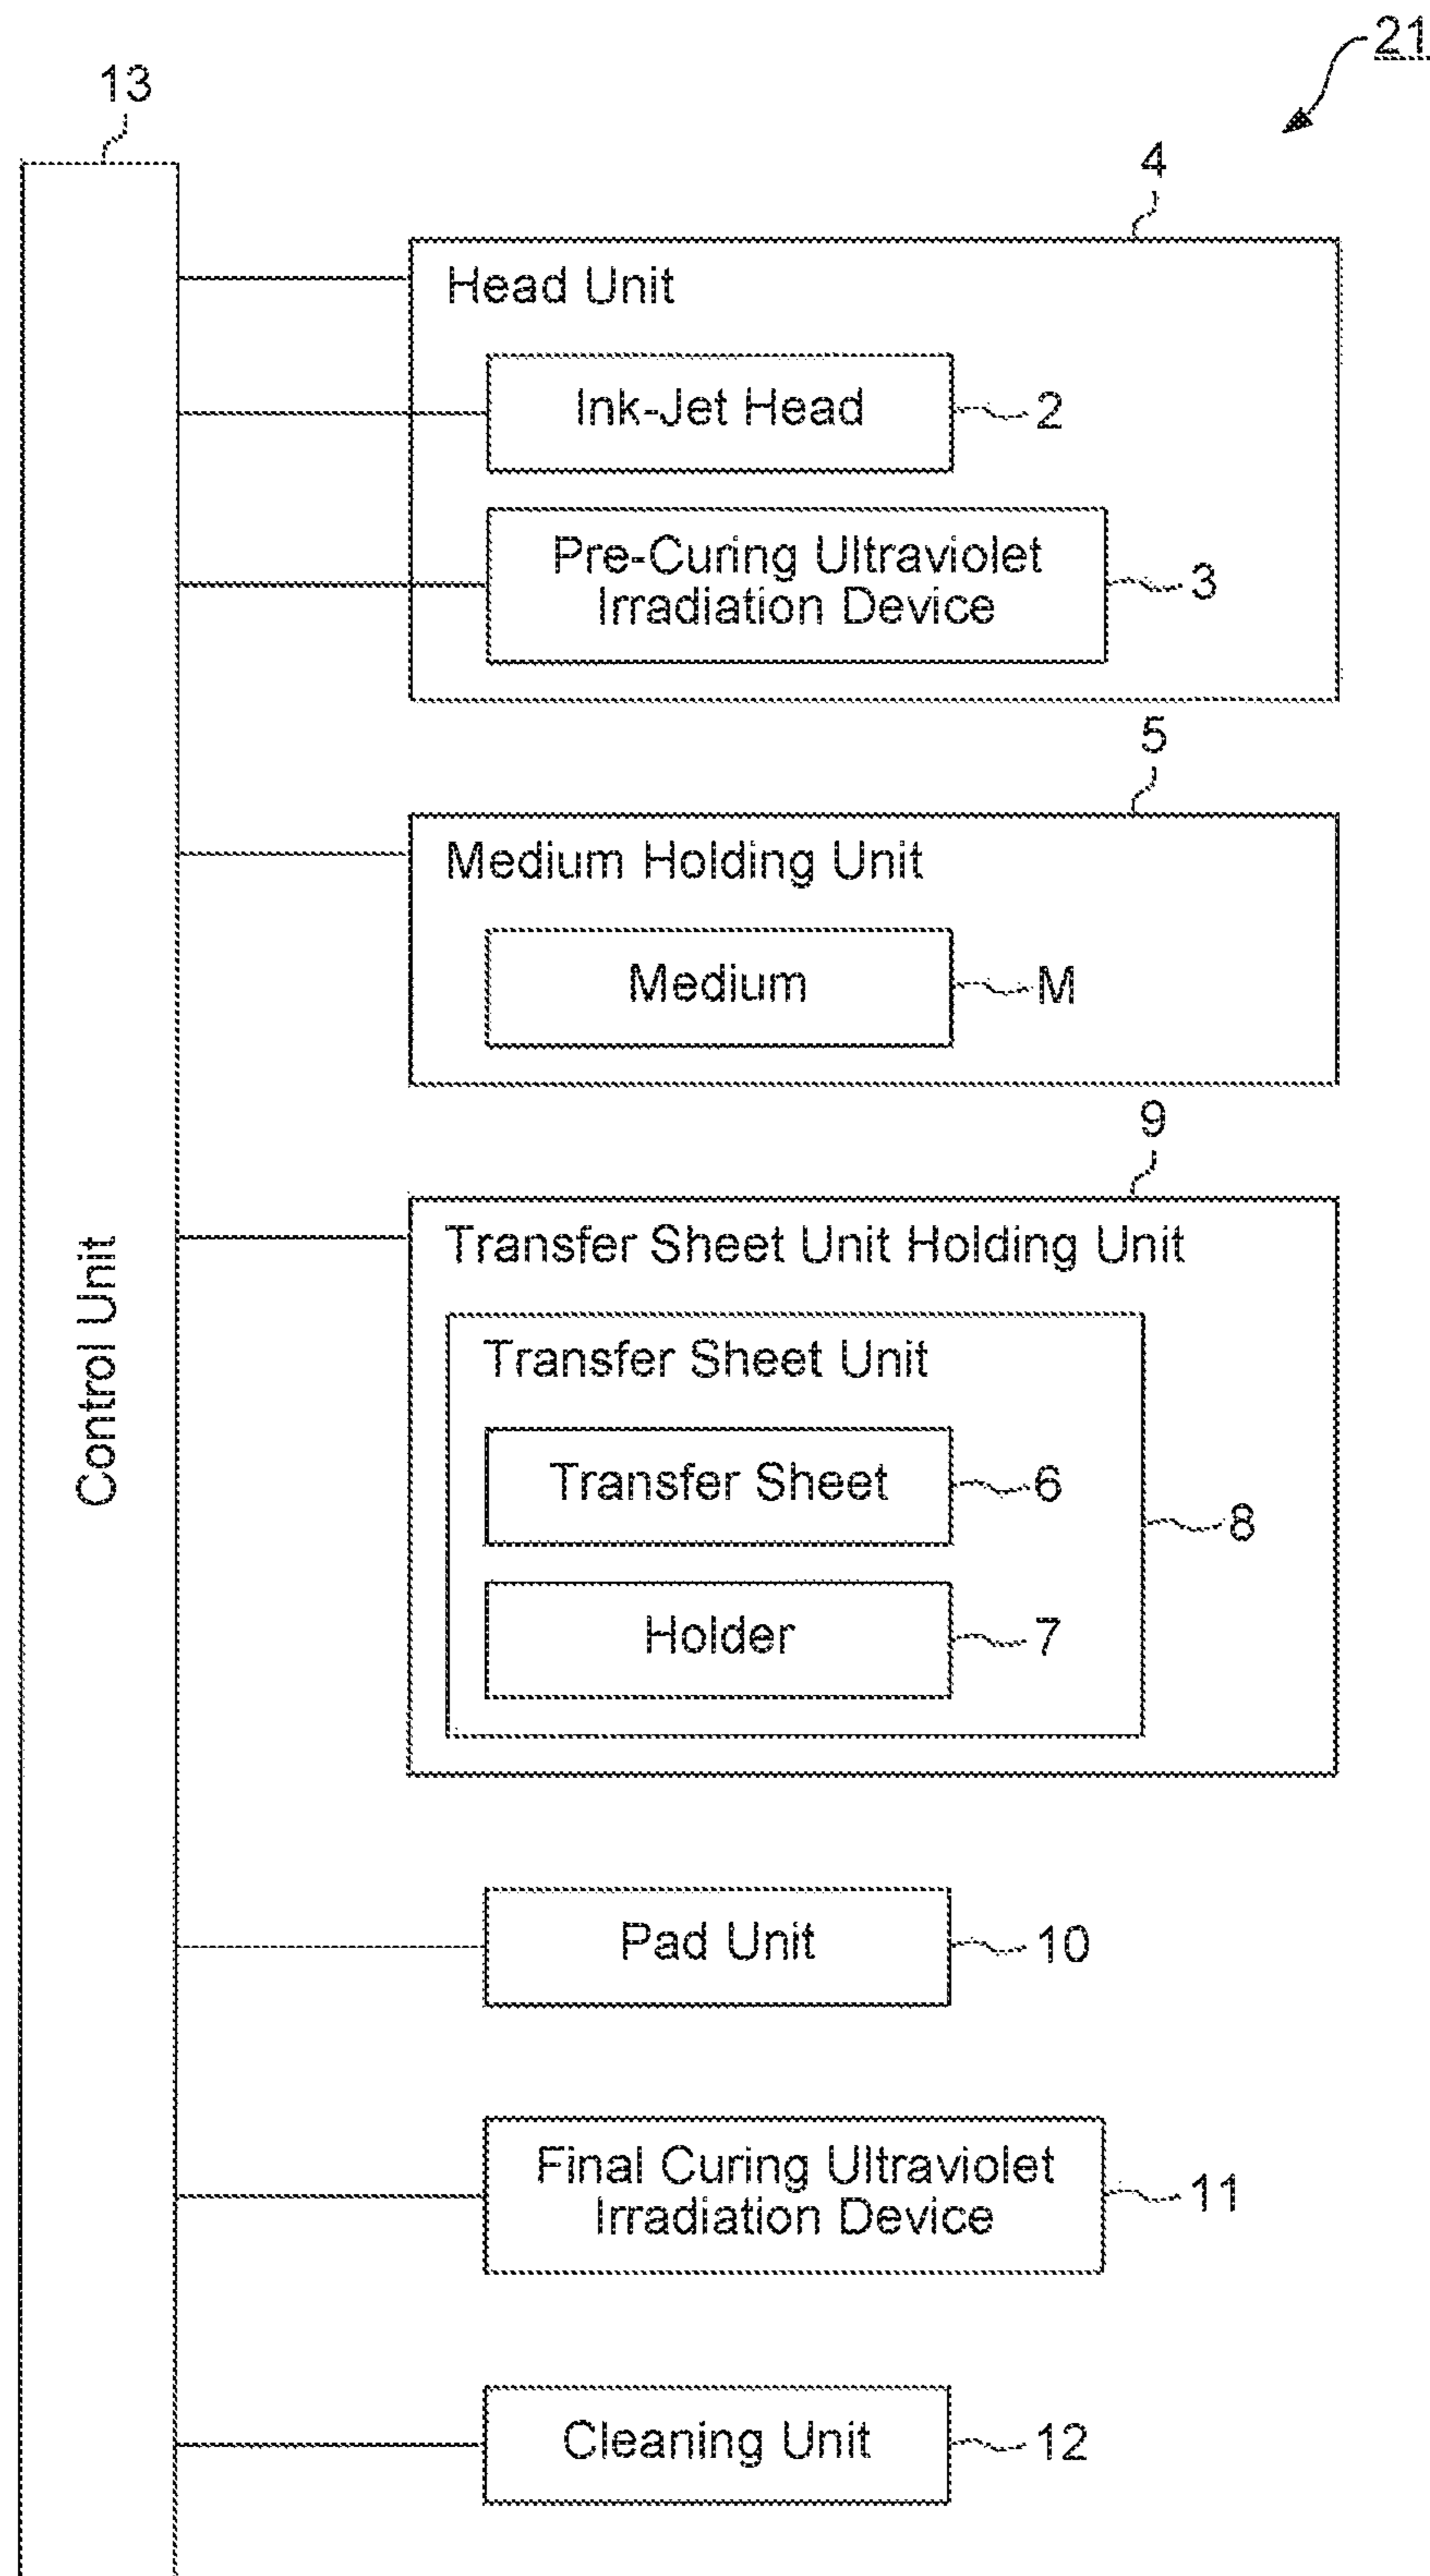 21
13
4
Head Unit
Ink-Jet Head
2
Pre-Curing Ultraviolet
Irradiation Device
3
5
Medium Holding Unit
Medium
M
9
Transfer Sheet Unit Holding Unit
Transfer Sheet Unit
Transfer Sheet
6
8
Holder
7
Control Unit
Pad Unit
10
Final Curing Ultraviolet
Irradiation Device
11
Cleaning Unit
12